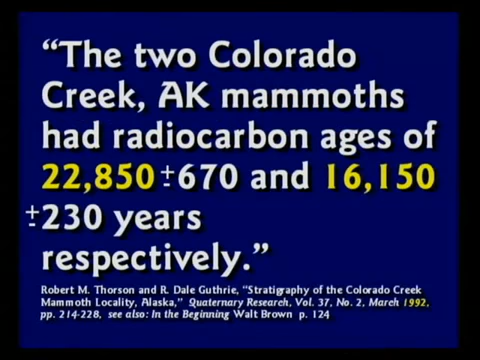 “The two Colorado
Creek, AK mammoths
had radiocarbon ages of
22,850 ±670 and 16,150
±230 years
respectively.”
Robert M. Thorson and R. Dale Guthrie, “Stratigraphy of the Colorado Creek
Mammoth Locality, Alaska,” Quaternary Research, Vol. 37, No. 2, March 1992,
pp. 214-228, see also: In the Beginning Walt Brown p. 124